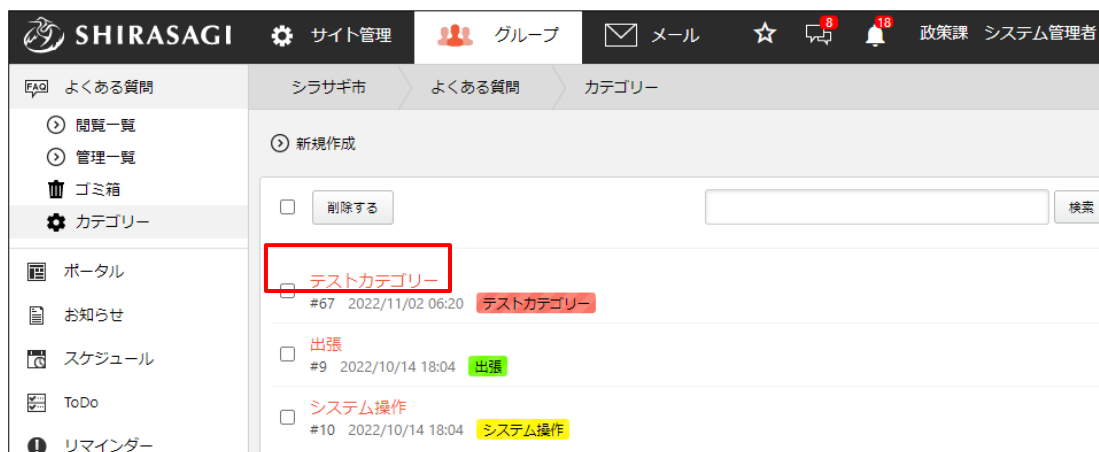 SHIRASAGI サイト管理 グループ メール 8 18 政策課 システム管理者
FAQ よくある質問
シラサギ市 よくある質問 カテゴリー
閲覧一覧
管理一覧
ゴミ箱
カテゴリー
新規作成
削除する 検索
ポータル
お知らせ
スケジュール
ToDo
リマインダー
テストカテゴリー
#67 2022/11/02 06:20 テストカテゴリー
出張
#9 2022/10/14 18:04 出張
システム操作
#10 2022/10/14 18:04 システム操作